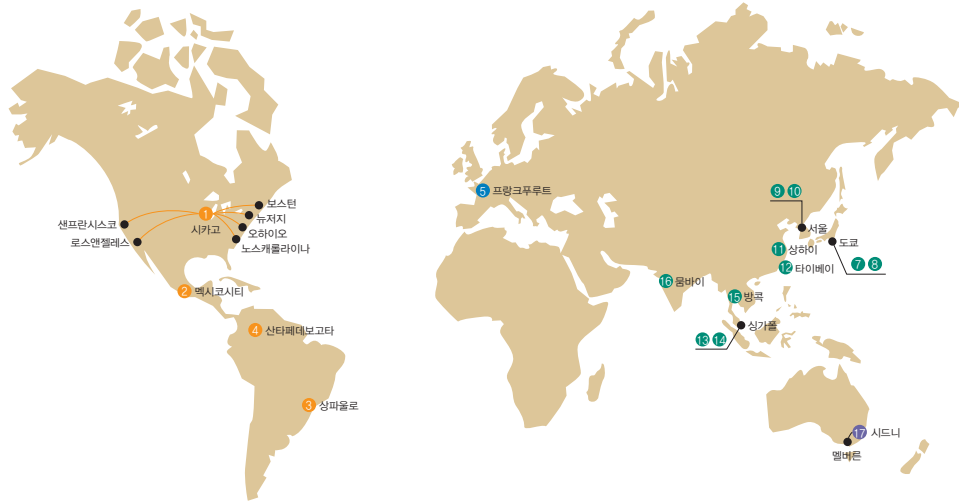 보스턴
1
뉴저지
샌프란시스코
시카고
오하이오
로스앤젤레스
노스캐롤라이나
2 멕시코시티
4 산타페데보고타
3 상파울로
5 프랑크푸루트
9 10
서울
11 상하이
도쿄
12 타이베이
7 8
16 뭄바이
15 방콕
싱가폴
13 14
17 시드니
멜버른